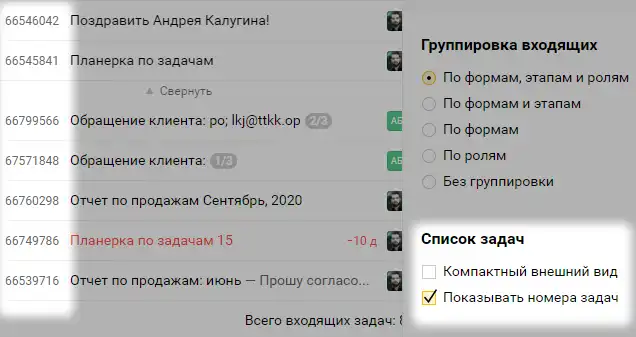 66546042 Поздравить Андрея Калугина!
66545841 Планерка по задачам
Свернуть
66799566 Обращение клиента: ро; lkj@ttkk.op 2/3
67571848 Обращение клиента: 1/3
66760298 Отчет по продажам Сентябрь, 2020
66749786 Планерка по задачам 15 -10 д
66539716 Отчет по продажам: июнь — Прошу согласо...
Всего входящих задач: 8
Группировка входящих
По формам, этапам и ролям
По формам и этапам
По формам
По ролям
Без группировки
Список задач
Компактный внешний вид
Показывать номера задач